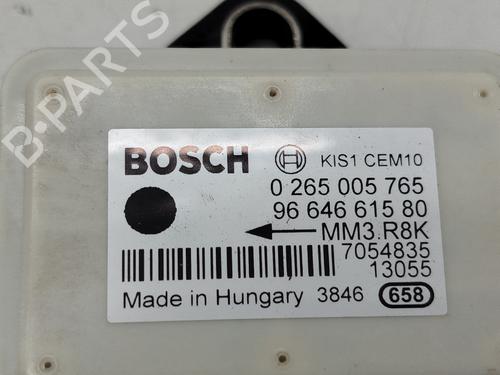 B-PARTS
BOSCH KIS1 CEM10
0 265 005 765
96 646 615 80
MM3.R8K
7054835
13055
Made in Hungary 3846 658